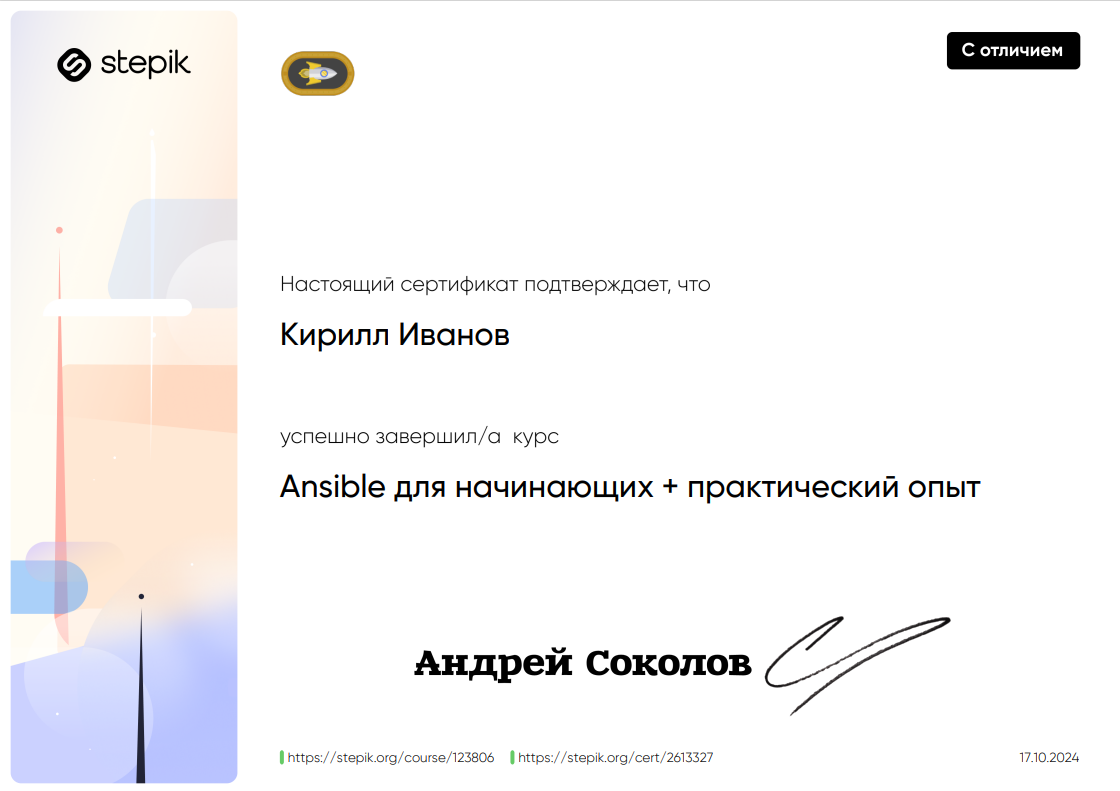 stepik
С отличием
Настоящий сертификат подтверждает, что
Кирилл Иванов
успешно завершил/а курс
Ansible для начинающих + практический опыт
Андрей Соколов
https://stepik.org/course/123806 https://stepik.org/cert/2613327 17.10.2024